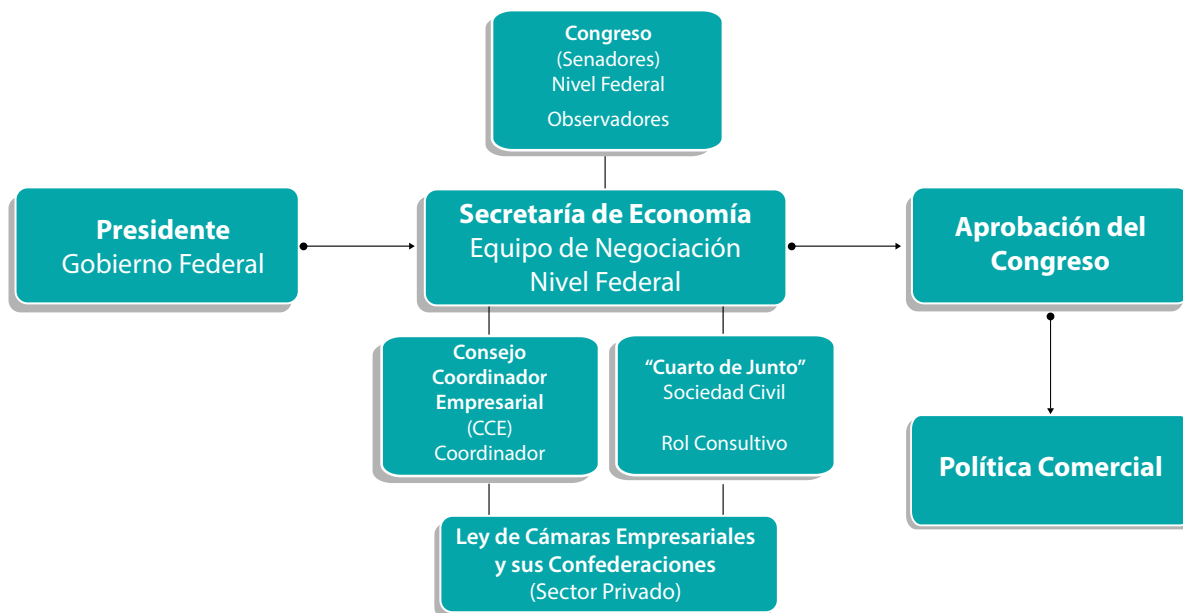 Congreso
(Senadores)
Nivel Federal
Observadores
Presidente
Gobierno Federal
Secretaría de Economía
Equipo de Negociación
Nivel Federal
Aprobación del
Congreso
Consejo
Coordinador
Empresarial
(CCE)
Coordinador
“Cuarto de Junto”
Sociedad Civil
Rol Consultivo
Política Comercial
Ley de Cámaras Empresariales
y sus Confederaciones
(Sector Privado)